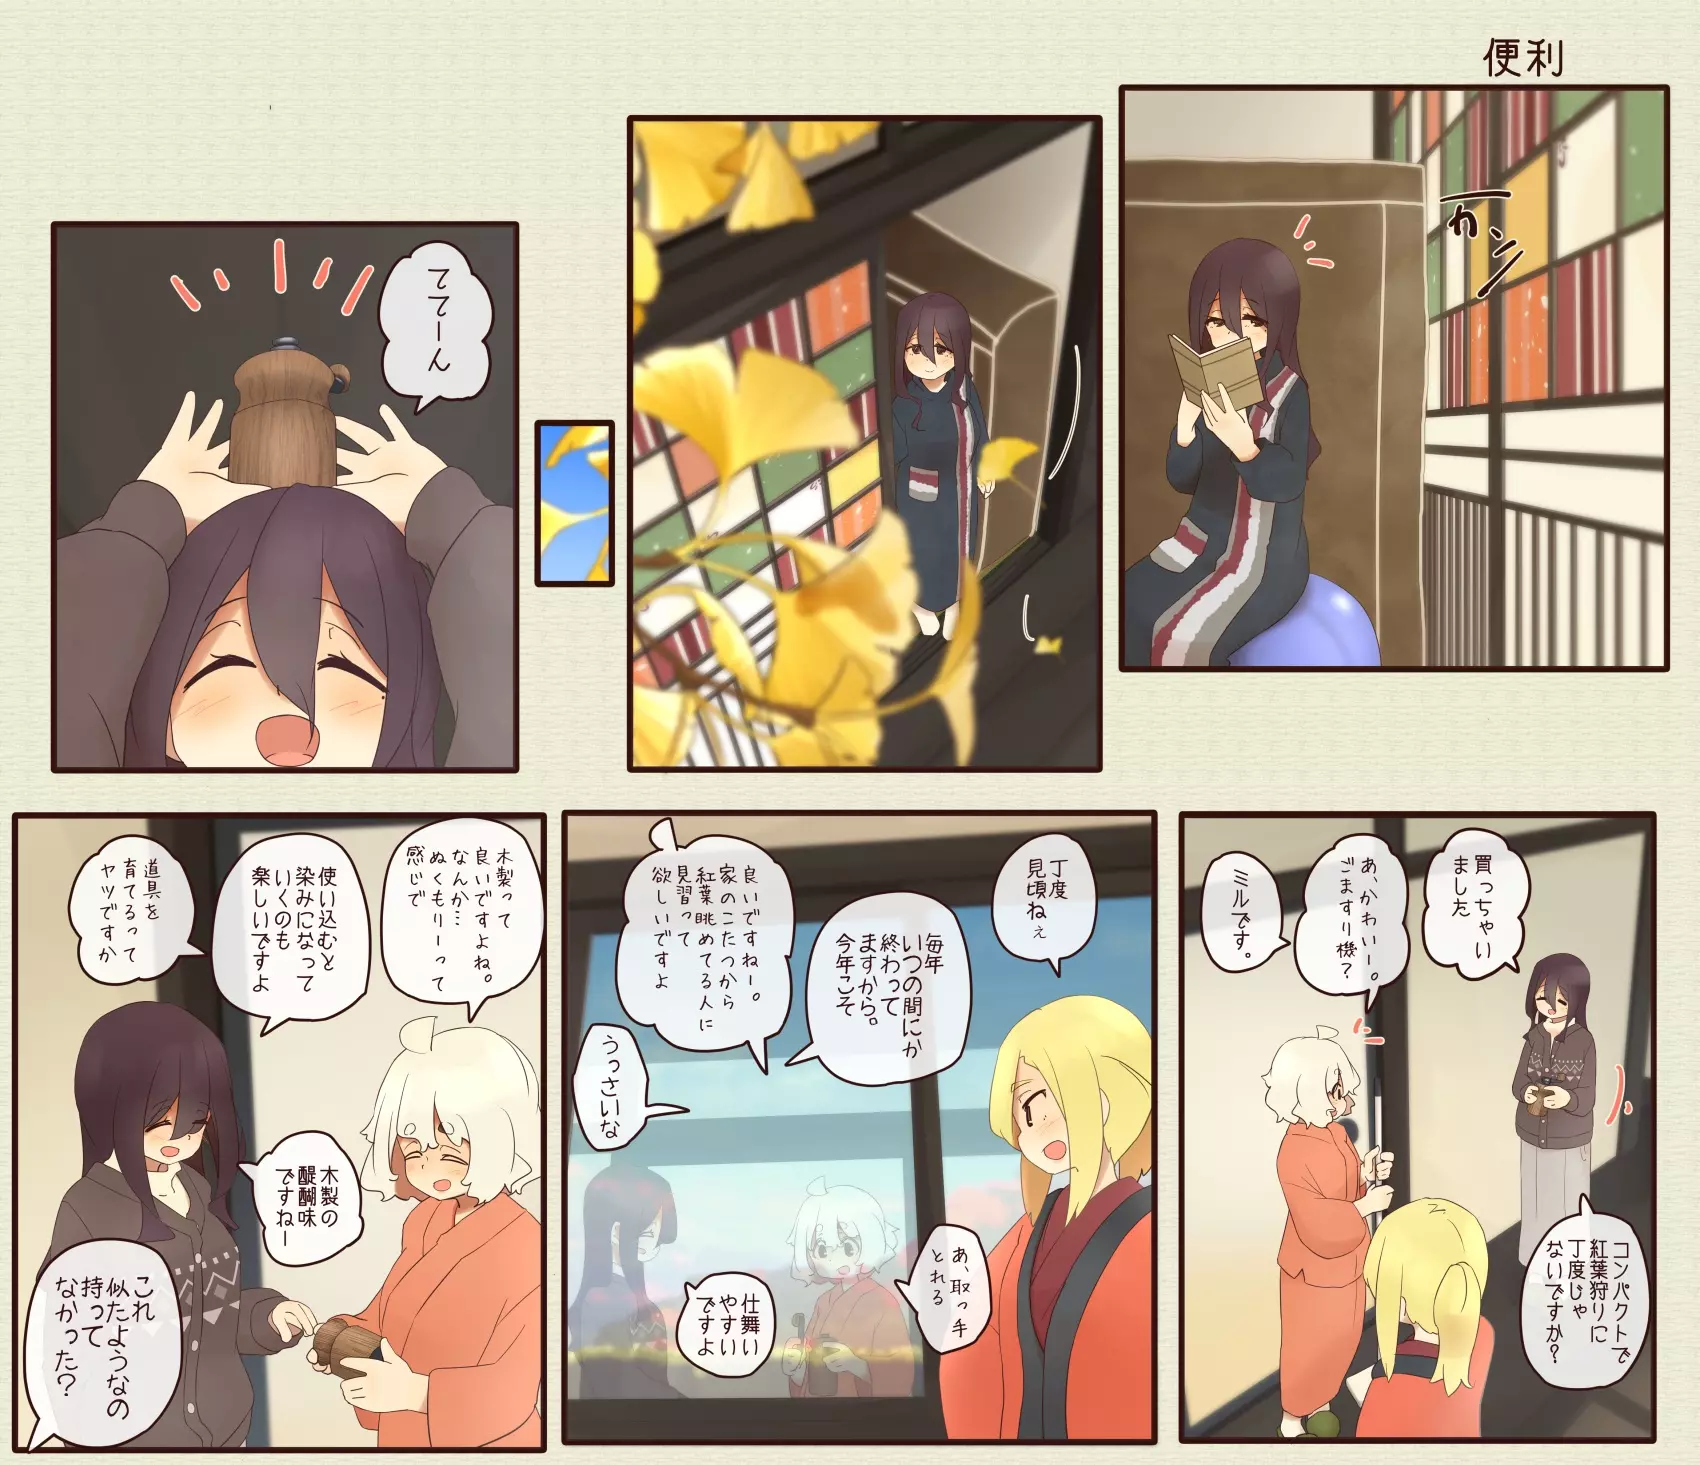 便利
カンッ
ててーん
買っちゃい
ました
あ、かわいー。
ごますり機?
ミルです。
コンパクトで
紅葉狩りに
丁度じゃ
ないですか?
丁度
見頃ねぇ
毎年
いつの間にか
終わって
ますから。
今年こそ
良いですねー。
家のこたつから
紅葉眺めてる人に
見習って
欲しいですよ
うっさいな
あ、取っ手
とれる
仕舞い
やすい
ですよ
木製って
良いですよね。
なんか…
ぬくもりーって
感じで
使い込むと
染みになって
いくのも
楽しいですよ
道具を
育てるって
ヤツですか
木製の
醍醐味
ですねー
これ
似たようなの
持って
なかった?